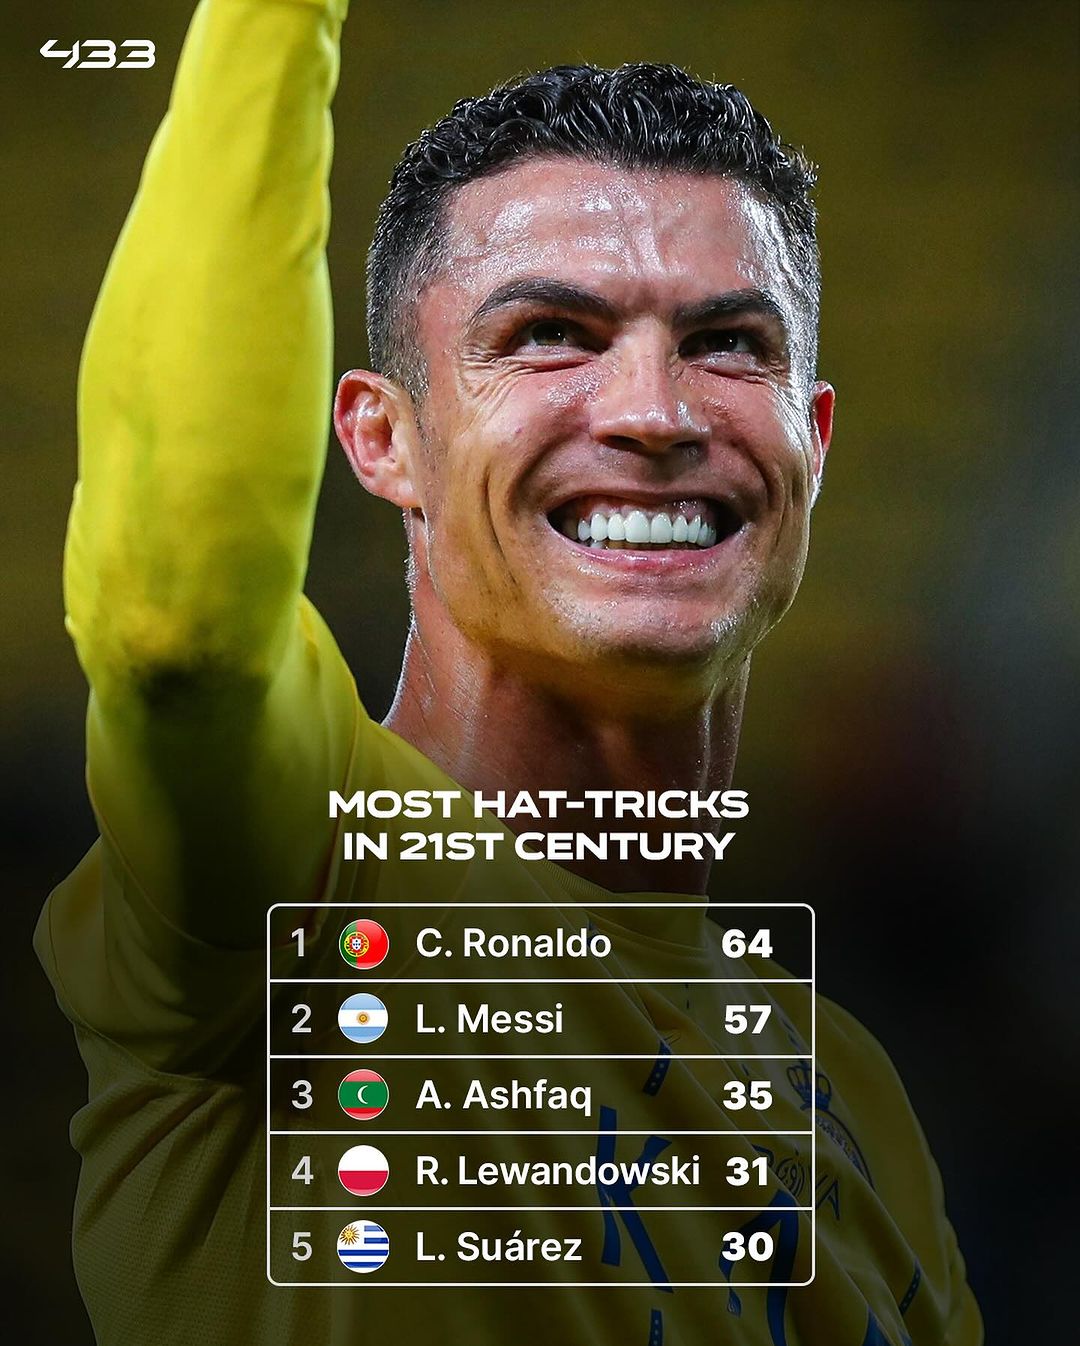 433
MOST HAT-TRICKS
IN 21ST CENTURY
1 C. Ronaldo 64
2 L. Messi 57
3 A. Ashfaq 35
4 R. Lewandowski 31
5 L. Suárez 30